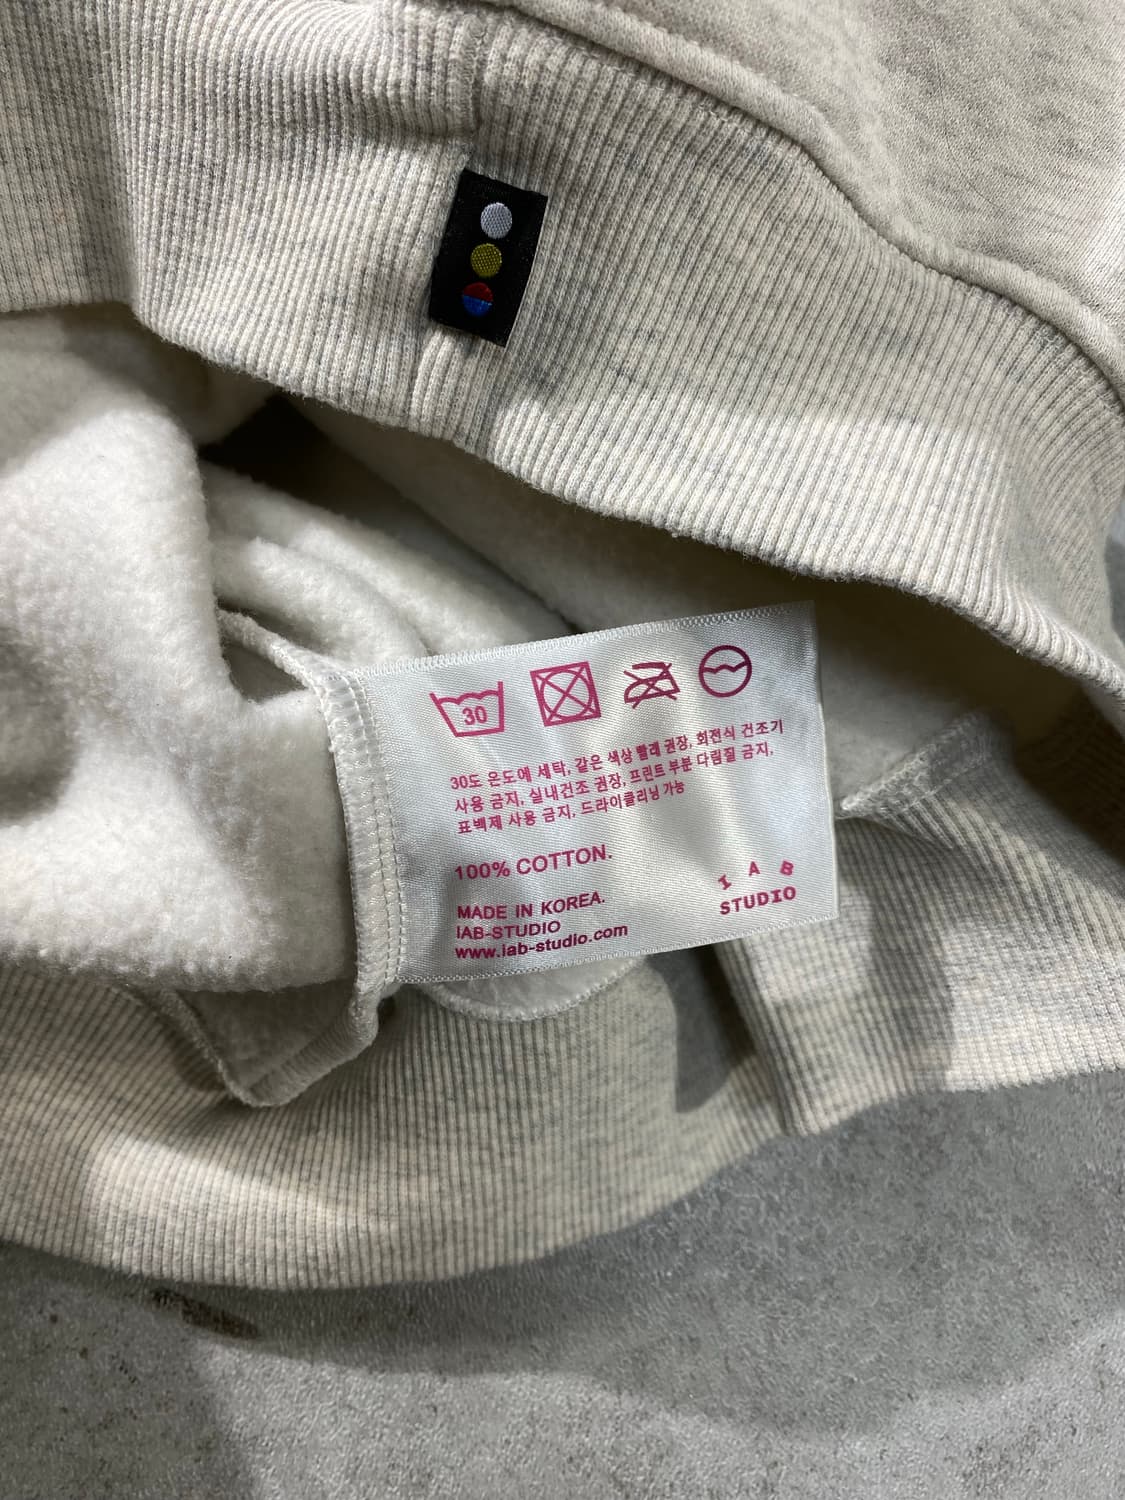 30
30도 온도에 세탁, 같은 색상 빨래 권장, 회전식 건조기
사용 금지, 실내건조 권장, 프린트 부분 다림질 금지,
표백제 사용 금지, 드라이클리닝 가능
100% COTTON.
MADE IN KOREA.
IAB-STUDIO
www.iab-studio.com
I A B
STUDIO